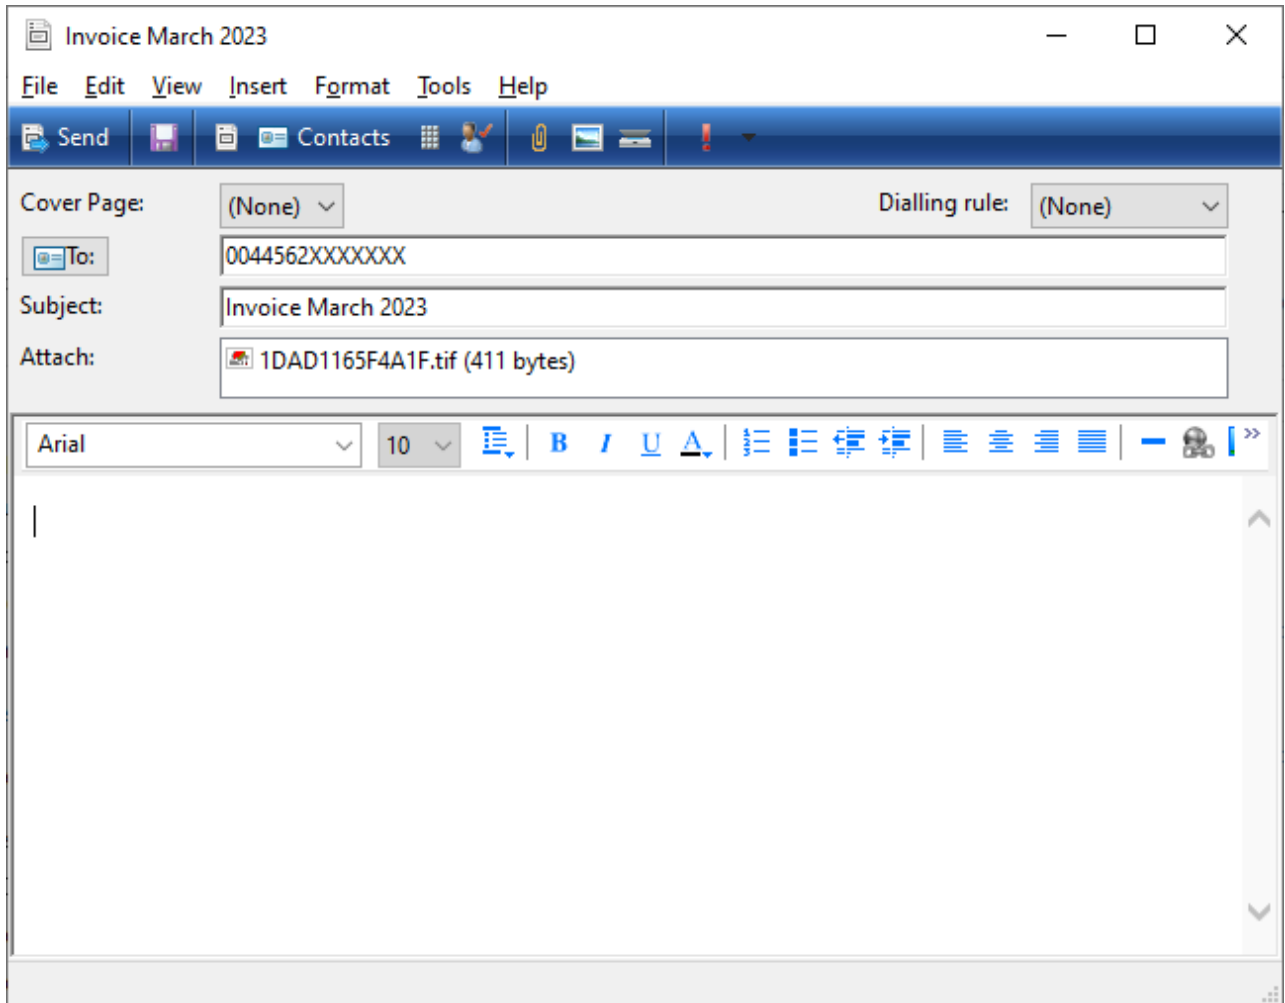 Invoice March 2023
File Edit View Insert Format Tools Help
Send Contacts
Cover Page: (None) Dialling rule: (None)
To: 0044562XXXXXXX
Subject: Invoice March 2023
Attach: 1DAD1165F4A1F.tif (411 bytes)
Arial 10 B I U A